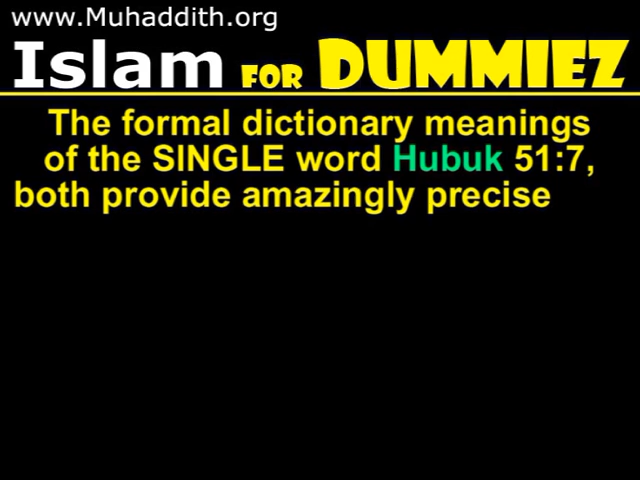 www.Muhaddith.org
Islam FOR DUMMIEZ
The formal dictionary meanings
of the SINGLE word Hubuk 51:7,
both provide amazingly precise